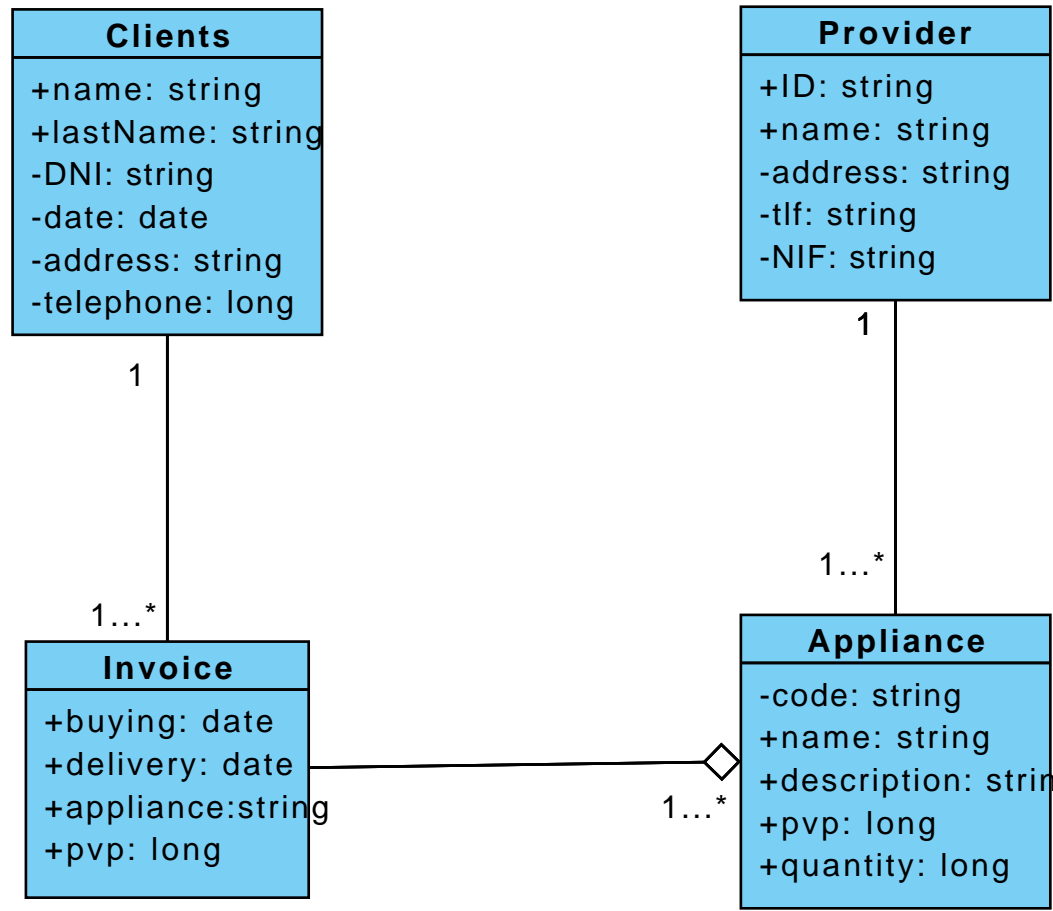 Clients
+name: string
+lastName: string
-DNI: string
-date: date
-address: string
-telephone: long
1
1...*
Provider
+ID: string
+name: string
-address: string
-tlf: string
-NIF: string
1
1...*
Invoice
+buying: date
+delivery: date
+appliance:string
+pvp: long
1...*
Appliance
-code: string
+name: string
+description: strin
+pvp: long
+quantity: long